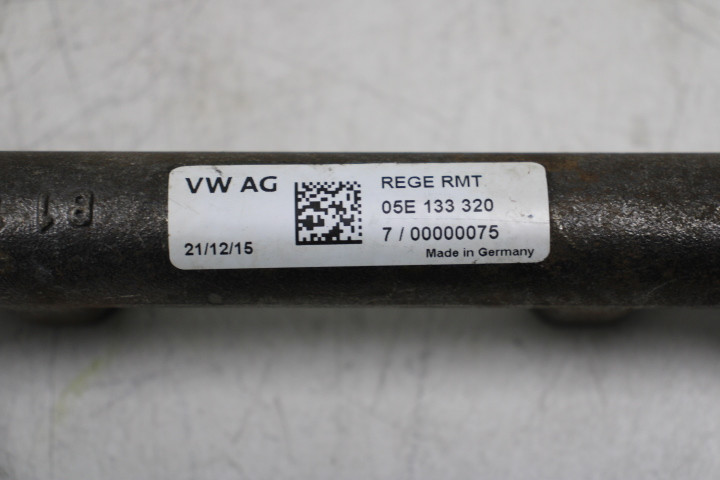 VW AG
21/12/15
REGE RMT
05E 133 320
7 / 00000075
Made in Germany